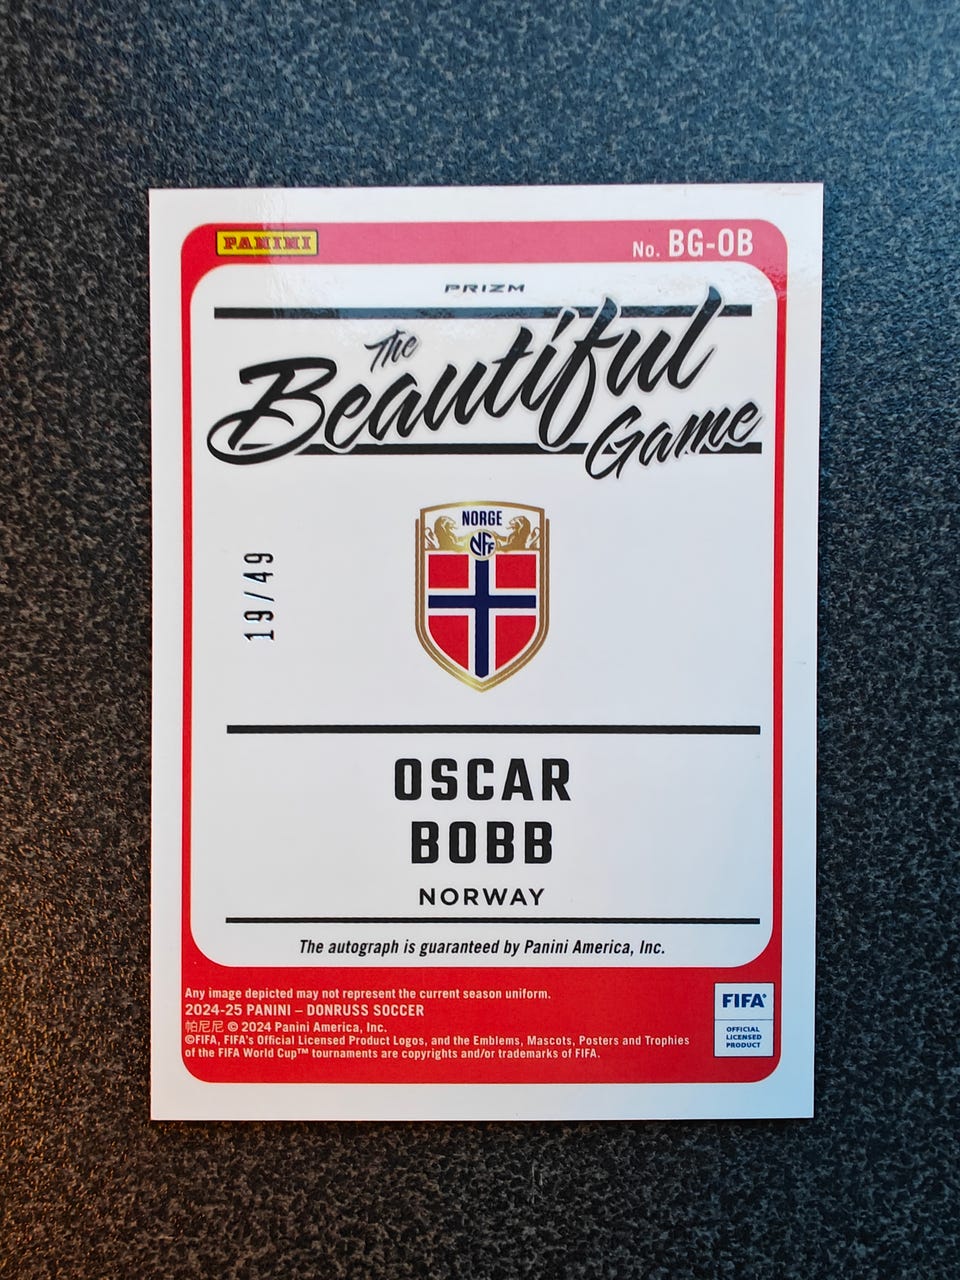 PANINI
No. BG-OB
PRIZM
The
Beautiful
Game
NORGE
NFF
19/49
OSCAR
BOBB
NORWAY
The autograph is guaranteed by Panini America, Inc.
Any image depicted may not represent the current season uniform.
2024-25 PANINI – DONRUSS SOCCER
帕尼尼 © 2024 Panini America, Inc.
©FIFA, FIFA's Official Licensed Product Logos, and the Emblems, Mascots, Posters and Trophies
of the FIFA World Cup™ tournaments are copyrights and/or trademarks of FIFA.
FIFA®
OFFICIAL
LICENSED
PRODUCT